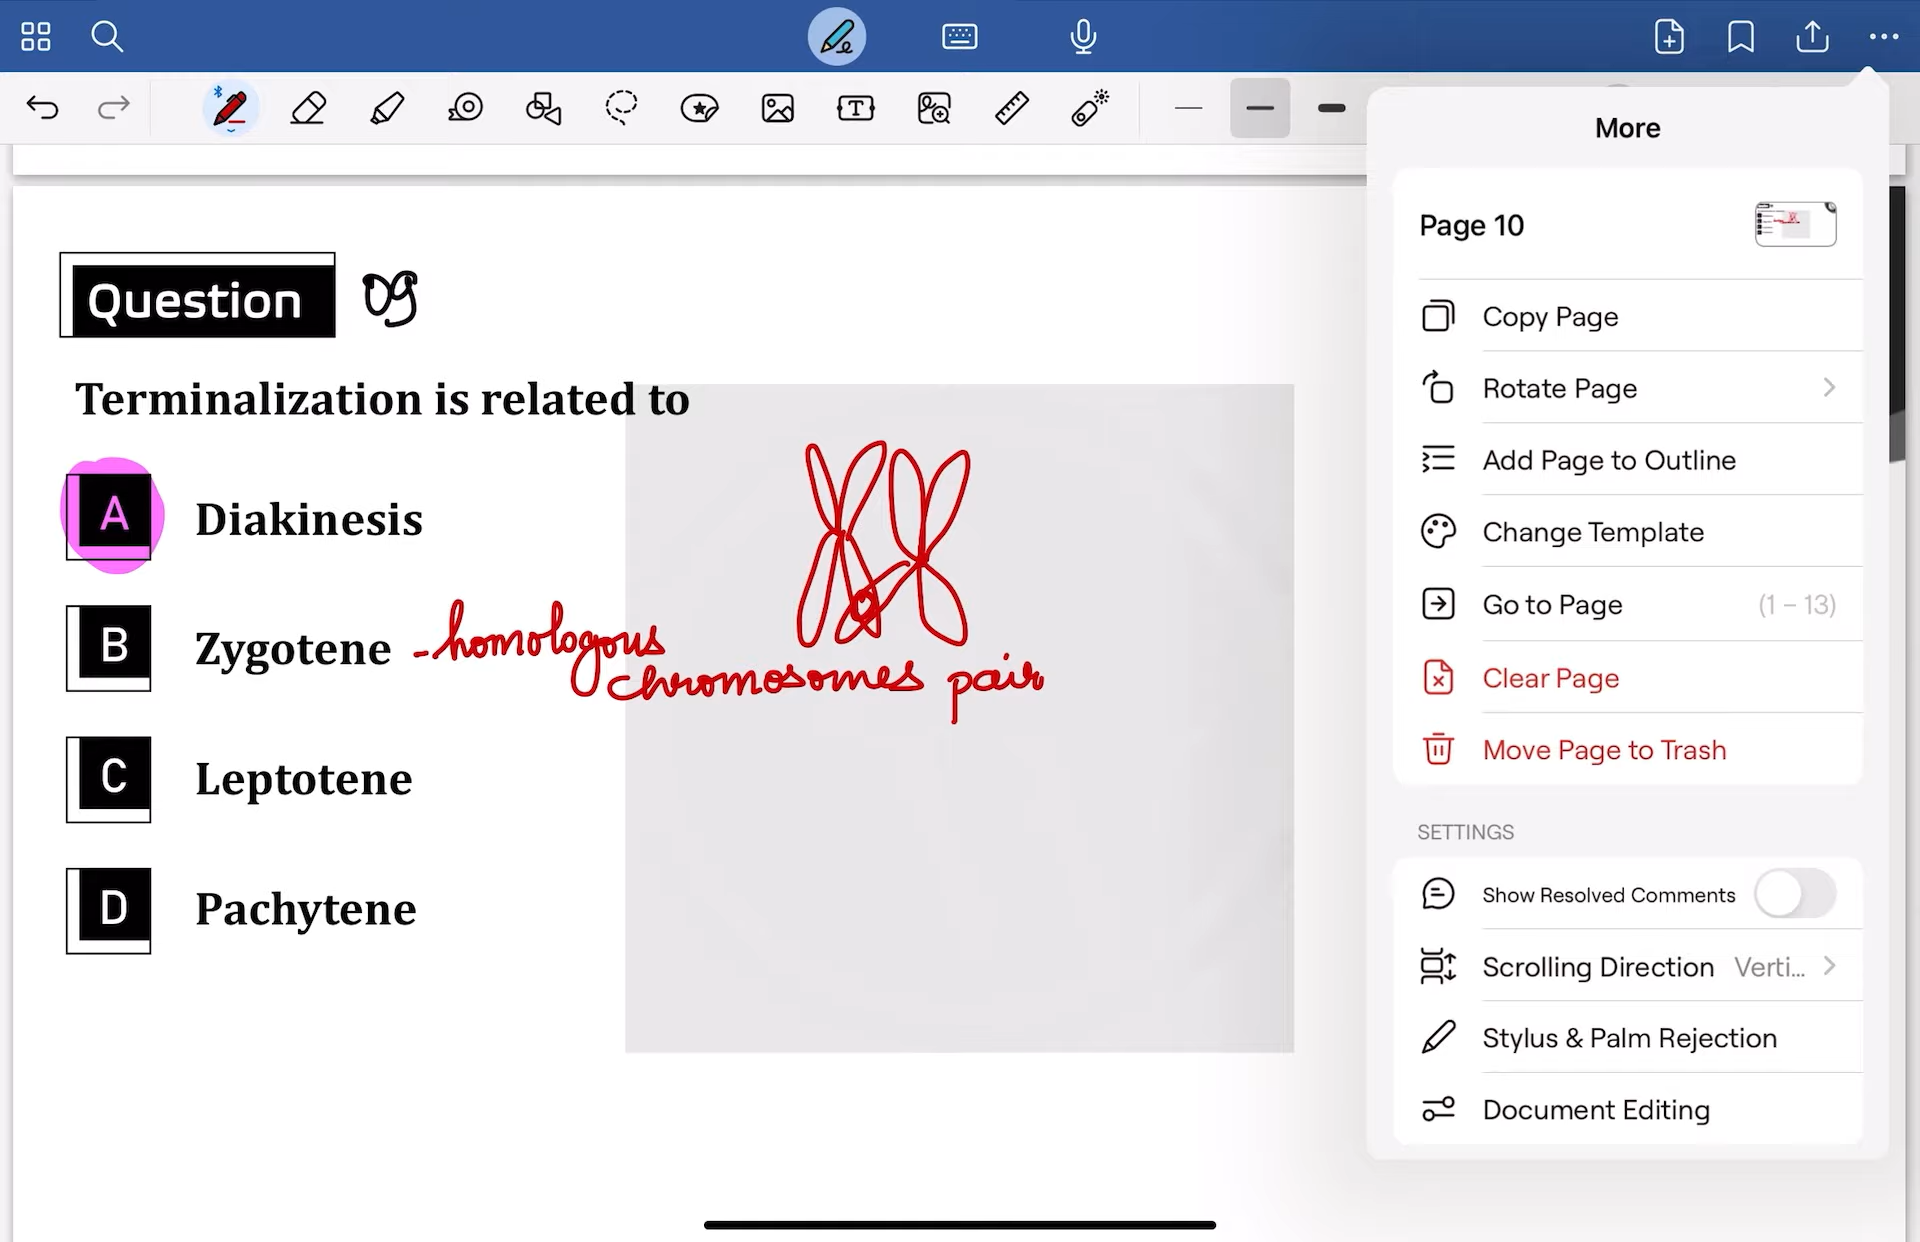 More
Page 10
Copy Page
Rotate Page
Add Page to Outline
Change Template
Go to Page (1 – 13)
Clear Page
Move Page to Trash
SETTINGS
Show Resolved Comments
Scrolling Direction Verti...
Stylus & Palm Rejection
Document Editing
Question 09
Terminalization is related to
A Diakinesis
B Zygotene - homologous
chromosomes pair
C Leptotene
D Pachytene